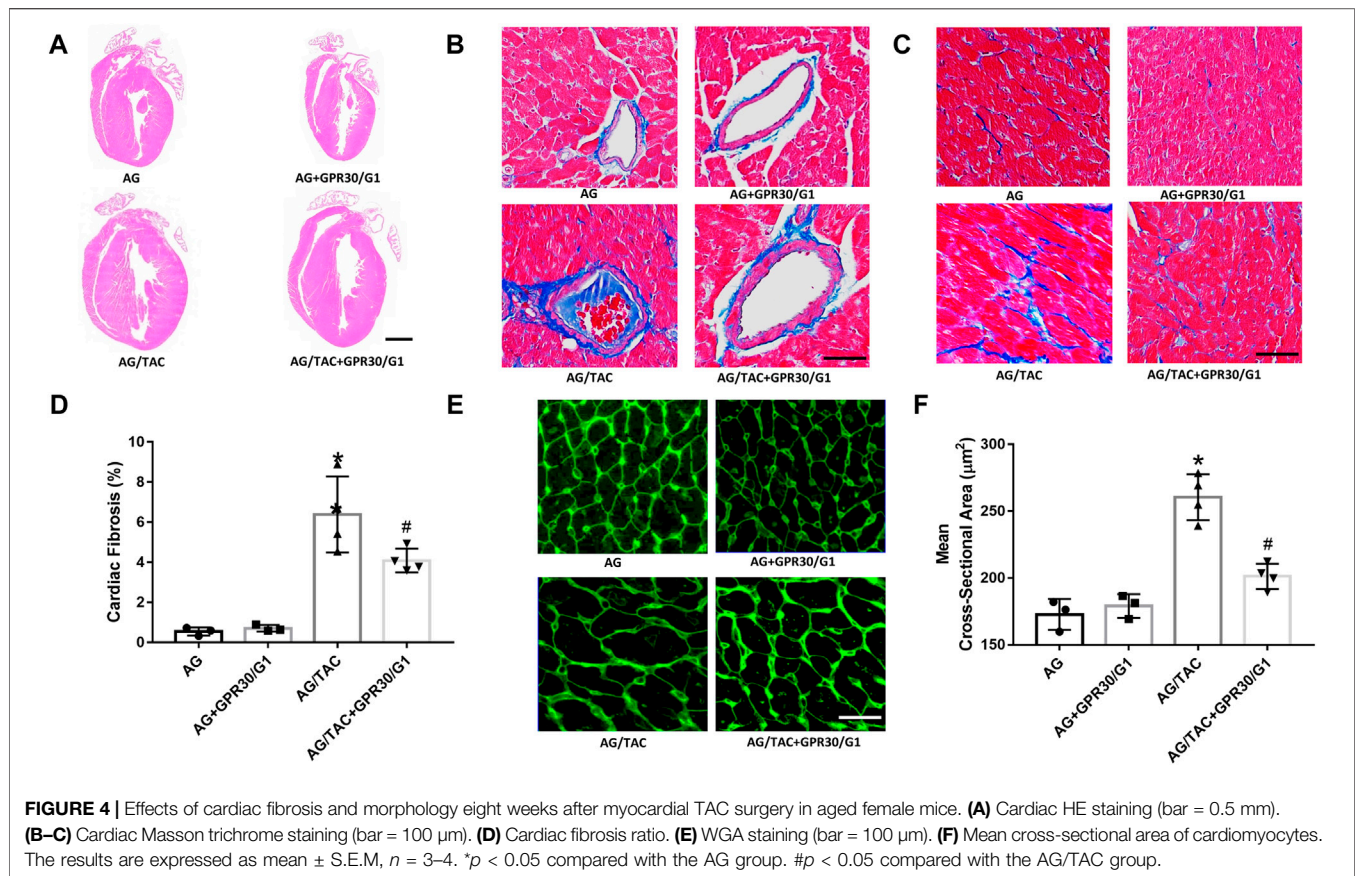 A
AG
AG+GPR30/G1
AG/TAC
AG/TAC+GPR30/G1
B
AG
AG+GPR30/G1
AG/TAC
AG/TAC+GPR30/G1
C
AG
AG+GPR30/G1
AG/TAC
AG/TAC+GPR30/G1
D
Cardiac Fibrosis (%)
10
8
6
4
2
0
*
*
#
AG
AG+GPR30/G1
AG/TAC
AG/TAC+GPR30/G1
E
AG
AG+GPR30/G1
AG/TAC
AG/TAC+GPR30/G1
F
Mean
Cross-Sectional Area (μm²)
300
250
200
150
*
#
AG
AG+GPR30/G1
AG/TAC
AG/TAC+GPR30/G1
FIGURE 4 | Effects of cardiac fibrosis and morphology eight weeks after myocardial TAC surgery in aged female mice. (A) Cardiac HE staining (bar = 0.5 mm).
(B–C) Cardiac Masson trichrome staining (bar = 100 μm). (D) Cardiac fibrosis ratio. (E) WGA staining (bar = 100 μm). (F) Mean cross-sectional area of cardiomyocytes.
The results are expressed as mean ± S.E.M, n = 3–4. *p < 0.05 compared with the AG group. #p < 0.05 compared with the AG/TAC group.